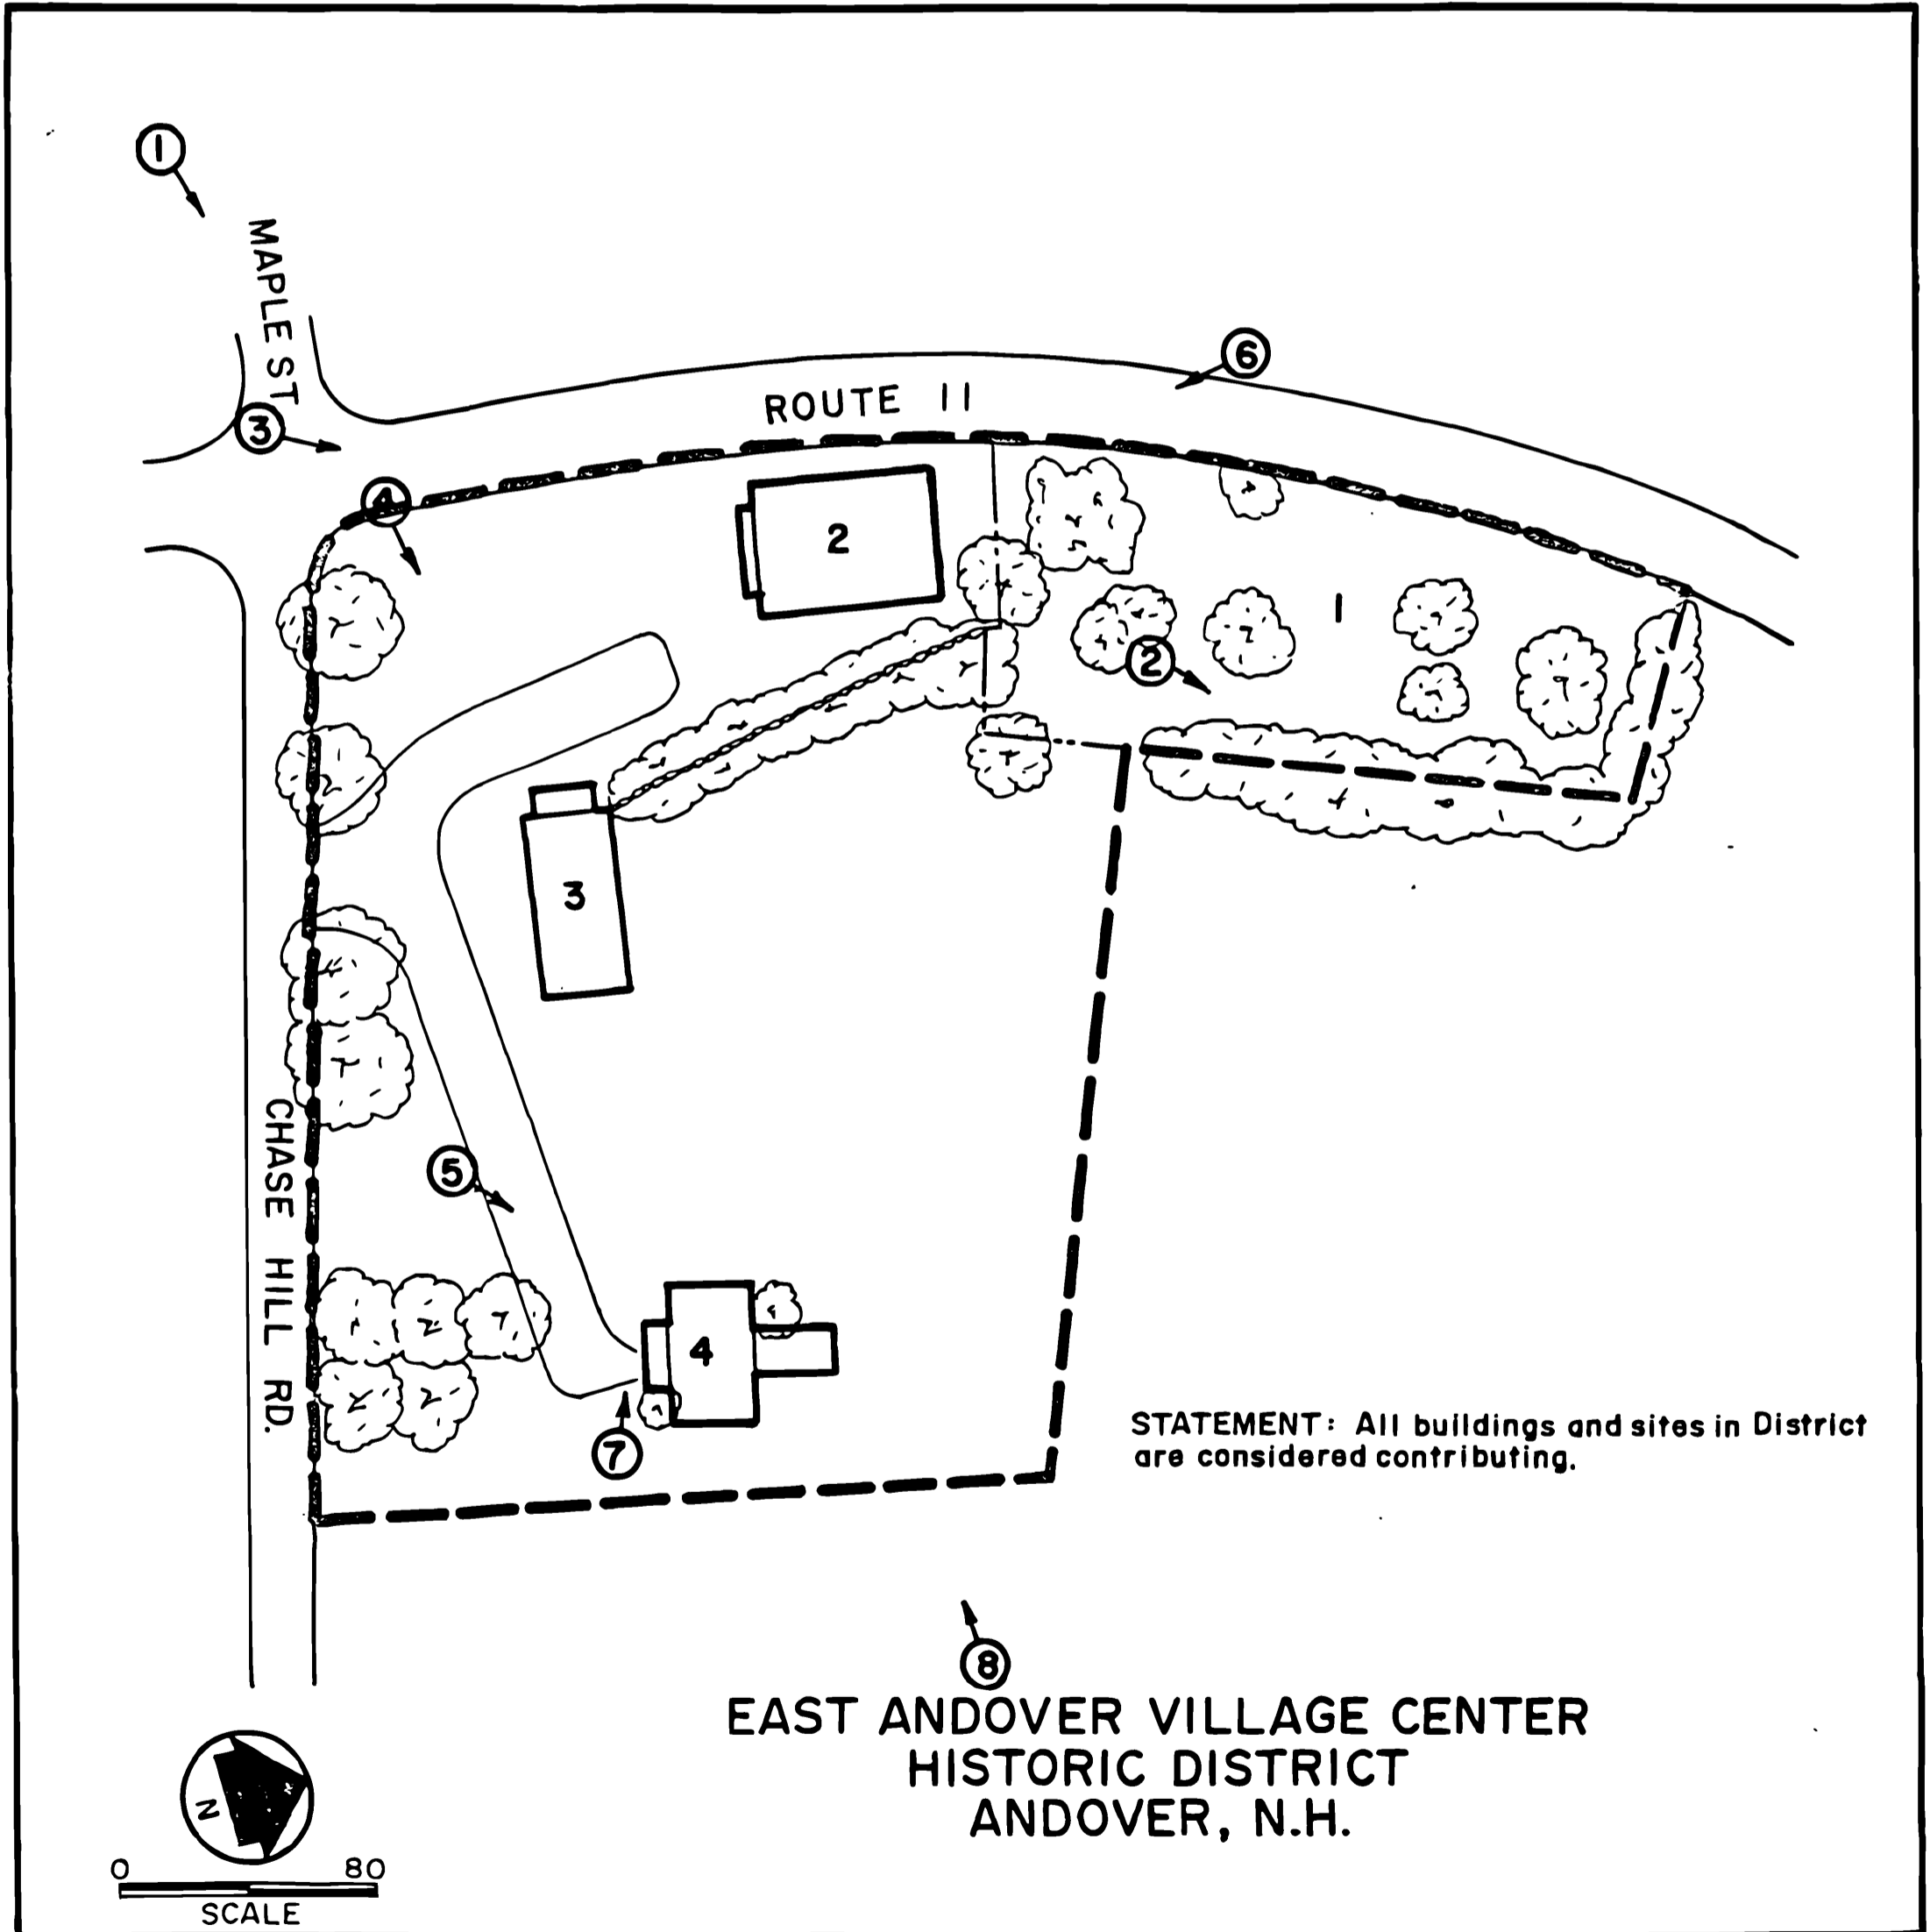 1
MAPLE ST
6
ROUTE 11
3
4
2
1
2
3
CHASE HILL RD.
5
4
STATEMENT: All buildings and sites in District
are considered contributing.
7
8
EAST ANDOVER VILLAGE CENTER
HISTORIC DISTRICT
ANDOVER, N.H.
N
0 80
SCALE